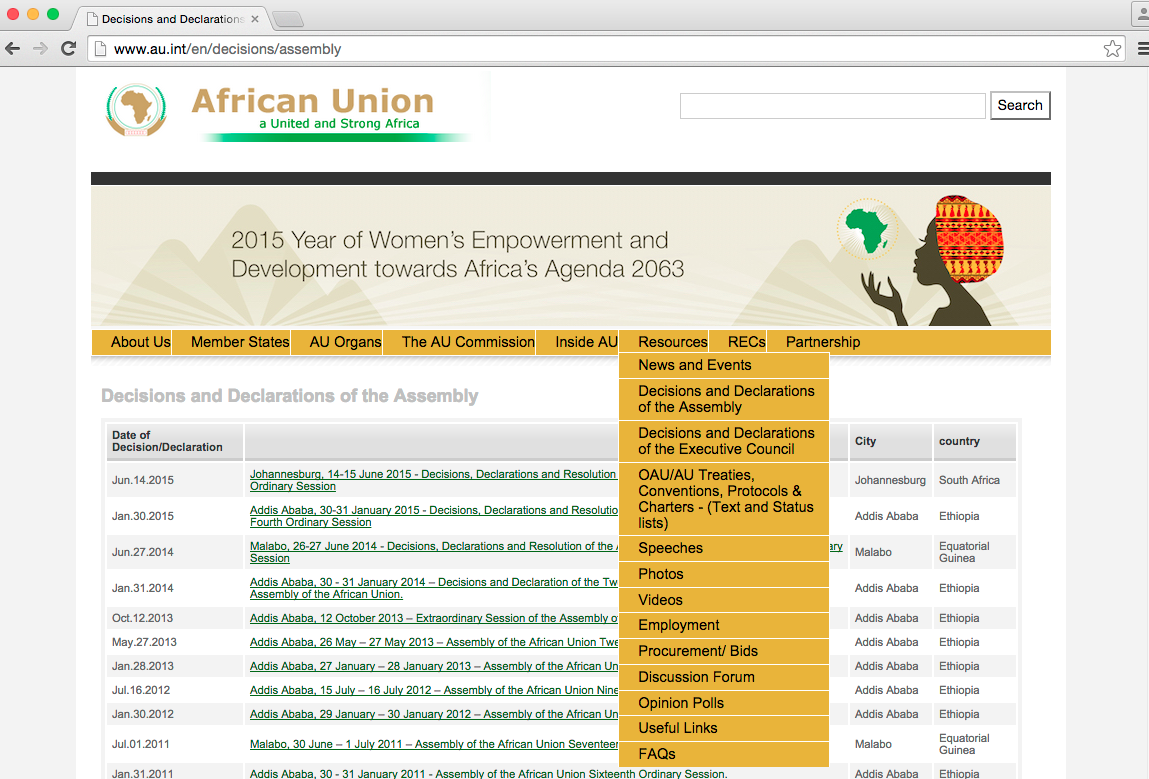 Decisions and Declarations
www.au.int/en/decisions/assembly
African Union
a United and Strong Africa
Search
2015 Year of Women's Empowerment and
Development towards Africa's Agenda 2063
About Us Member States AU Organs The AU Commission Inside AU Resources RECs Partnership
News and Events
Decisions and Declarations
of the Assembly
Decisions and Declarations
of the Executive Council
OAU/AU Treaties,
Conventions, Protocols &
Charters - (Text and Status
lists)
Speeches
Photos
Videos
Employment
Procurement/ Bids
Discussion Forum
Opinion Polls
Useful Links
FAQs
Decisions and Declarations of the Assembly
Date of
Decision/Declaration
City
country
Jun.14.2015
Johannesburg, 14-15 June 2015 - Decisions, Declarations and Resolution
Ordinary Session
Johannesburg
South Africa
Jan.30.2015
Addis Ababa, 30-31 January 2015 - Decisions, Declarations and
Fourth Ordinary Session
Addis Ababa
Ethiopia
Jun.27.2014
Malabo, 26-27 June 2014 - Decisions, Declarations and Resolution of the
Session
Malabo
Equatorial
Guinea
Jan.31.2014
Addis Ababa, 30 - 31 January 2014 – Decisions and Declaration of the
Assembly of the African Union.
Addis Ababa
Ethiopia
Oct.12.2013
Addis Ababa, 12 October 2013 – Extraordinary Session of the Assembly
Addis Ababa
Ethiopia
May.27.2013
Addis Ababa, 26 May – 27 May 2013 – Assembly of the African Union
Addis Ababa
Ethiopia
Jan.28.2013
Addis Ababa, 27 January – 28 January 2013 – Assembly of the African
Addis Ababa
Ethiopia
Jul.16.2012
Addis Ababa, 15 July – 16 July 2012 – Assembly of the African Union
Addis Ababa
Ethiopia
Jan.30.2012
Addis Ababa, 29 January – 30 January 2012 – Assembly of the African
Addis Ababa
Ethiopia
Jul.01.2011
Malabo, 30 June – 1 July 2011 – Assembly of the African Union
Malabo
Equatorial
Guinea
Jan.31.2011
Addis Ababa, 30 - 31 January 2011 - Assembly of the African Union Sixteenth Ordinary Session.
Addis Ababa
Ethiopia